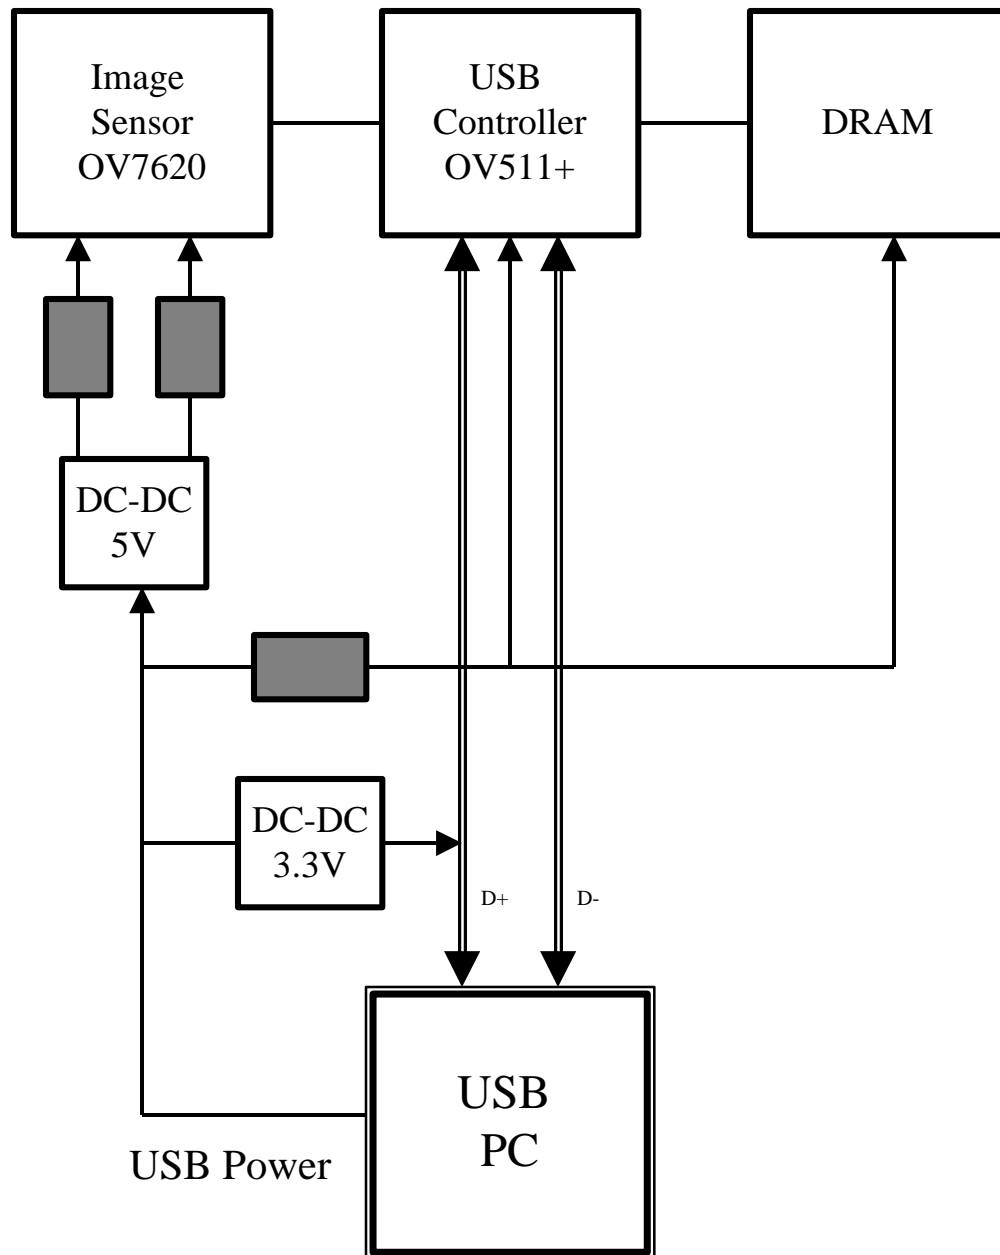 Image
Sensor
OV7620
USB
Controller
OV511+
DRAM
DC-DC
5V
DC-DC
3.3V
D+
D-
USB
PC
USB Power